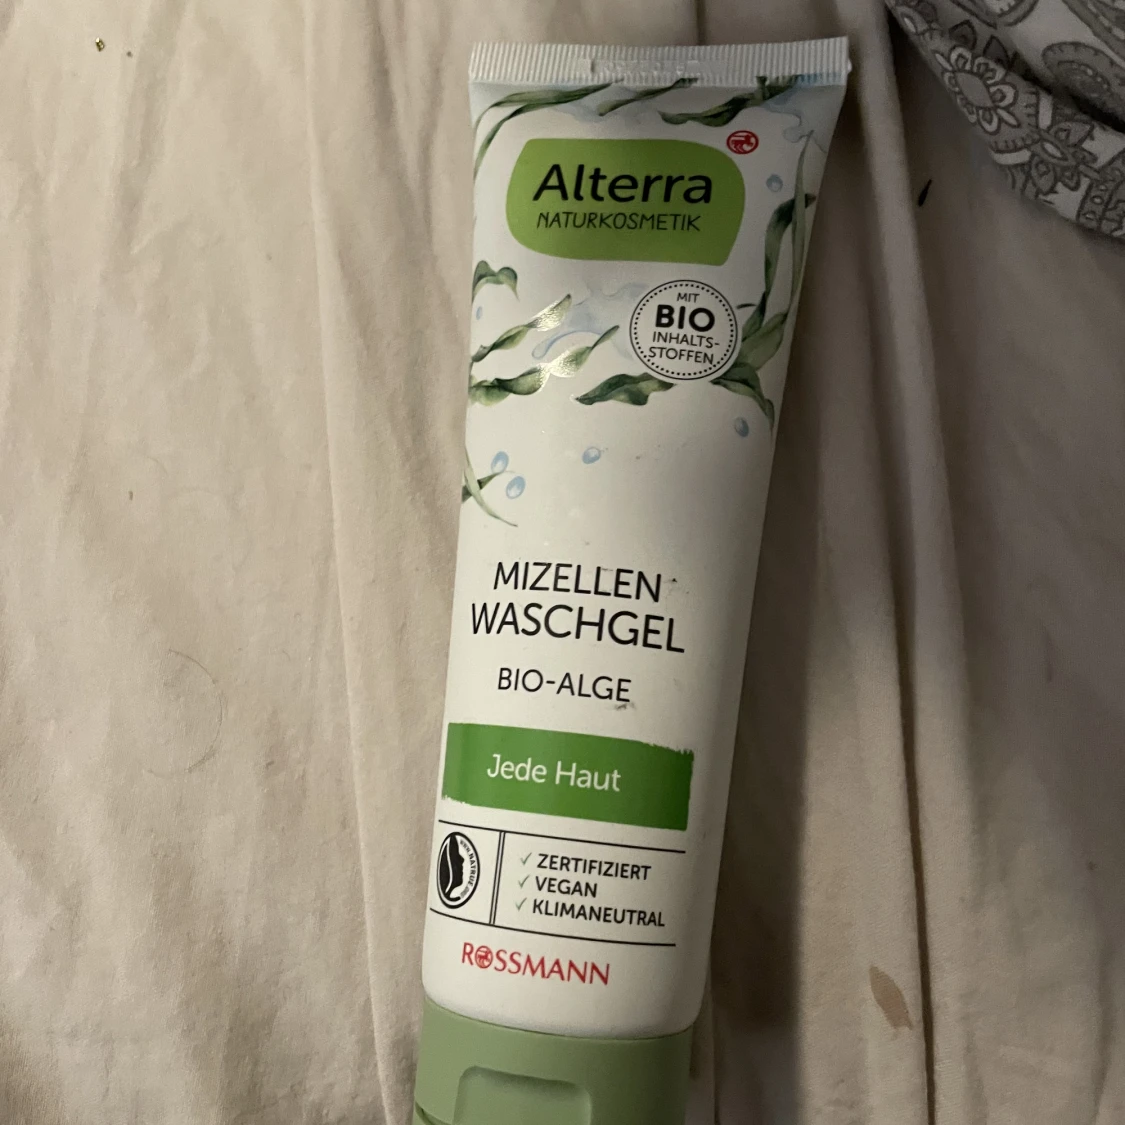 Alterra
NATURKOSMETIK
MIT
BIO
INHALTS-
STOFFEN
MIZELLEN
WASCHGEL
BIO-ALGE
Jede Haut
✓ ZERTIFIZIERT
✓ VEGAN
✓ KLIMANEUTRAL
ROSSMANN